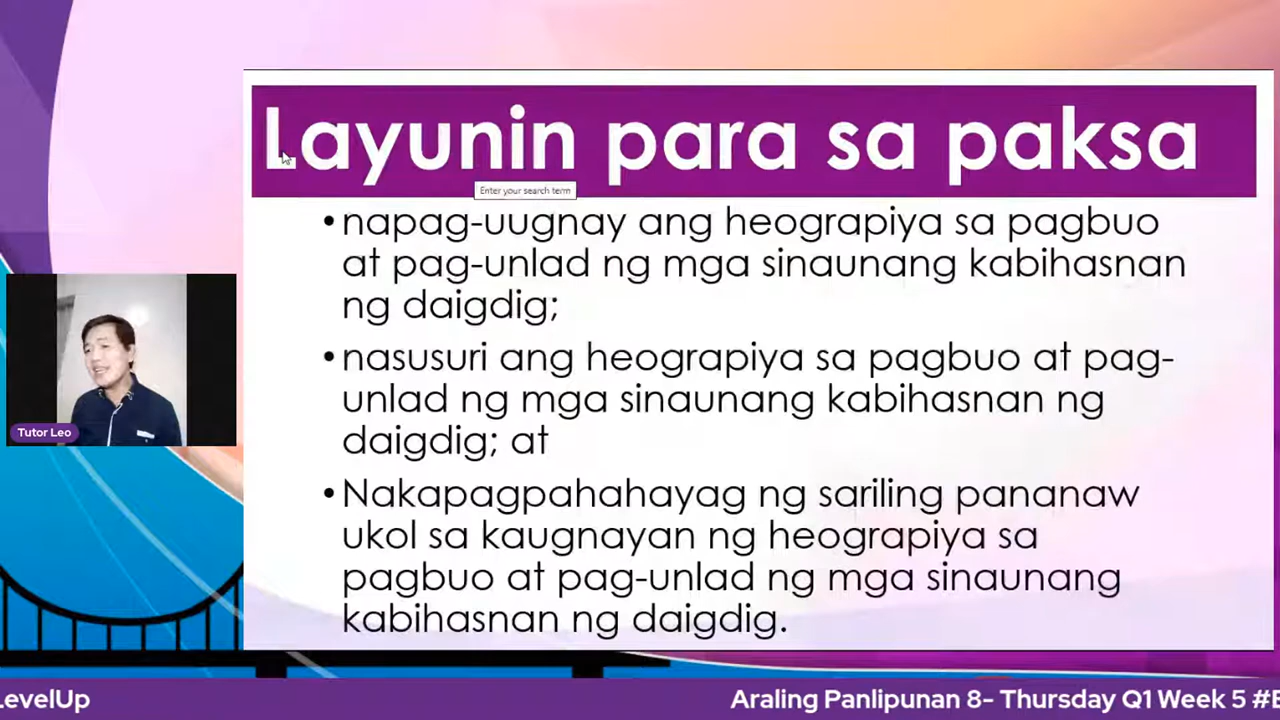 Layunin para sa paksa
Enter your search term
•napag-uugnay ang heograpiya sa pagbuo
at pag-unlad ng mga sinaunang kabihasnan
ng daigdig;
•nasusuri ang heograpiya sa pagbuo at pag-
unlad ng mga sinaunang kabihasnan ng
daigdig; at
•Nakapagpahahayag ng sariling pananaw
ukol sa kaugnayan ng heograpiya sa
pagbuo at pag-unlad ng mga sinaunang
kabihasnan ng daigdig.
Tutor Leo
LevelUp
Araling Panlipunan 8- Thursday Q1 Week 5